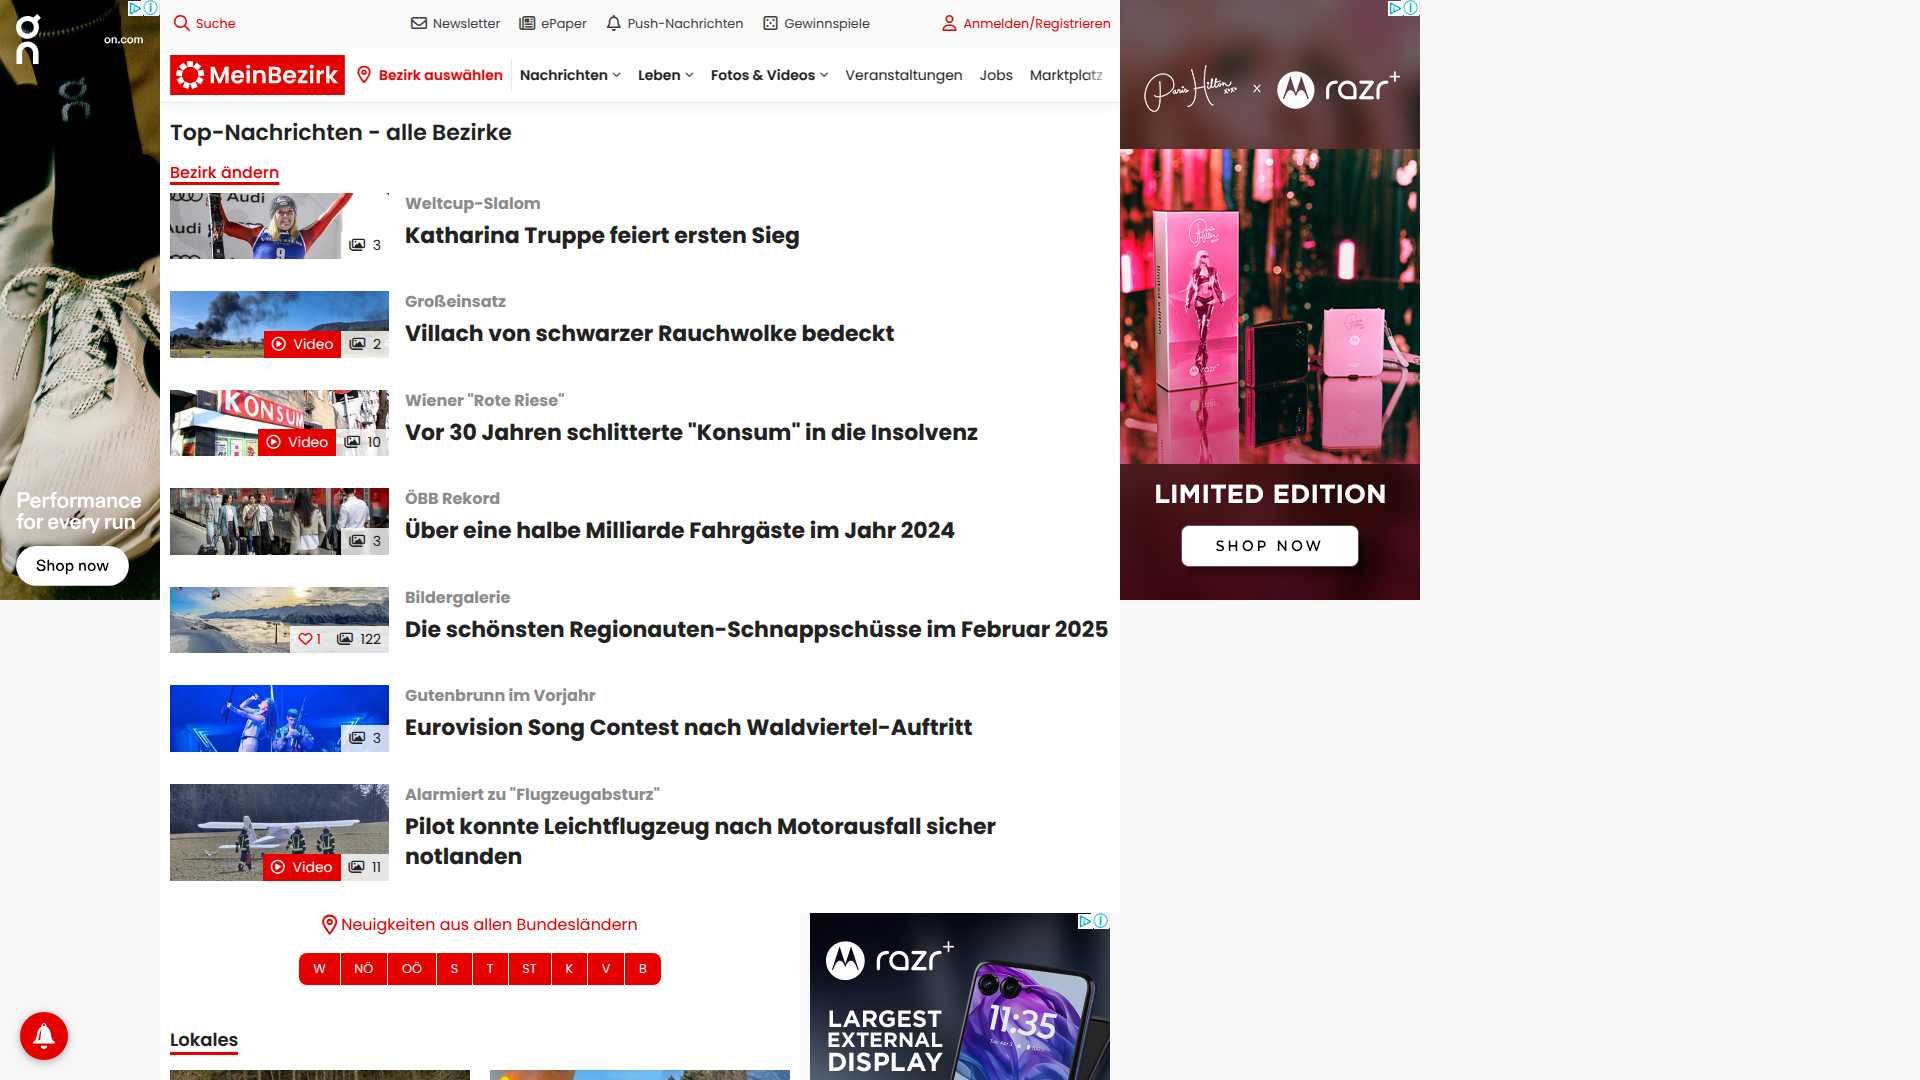 on.com
Performance
for every run
Shop now
Suche
Newsletter
ePaper
Push-Nachrichten
Gewinnspiele
Anmelden/Registrieren
MeinBezirk
Bezirk auswählen
Nachrichten
Leben
Fotos & Videos
Veranstaltungen
Jobs
Marktplatz
Top-Nachrichten - alle Bezirke
Bezirk ändern
Audi
3
Weltcup-Slalom
Katharina Truppe feiert ersten Sieg
Video
2
Großeinsatz
Villach von schwarzer Rauchwolke bedeckt
KONSUM
Video
10
Wiener "Rote Riese"
Vor 30 Jahren schlitterte "Konsum" in die Insolvenz
3
ÖBB Rekord
Über eine halbe Milliarde Fahrgäste im Jahr 2024
1
122
Bildergalerie
Die schönsten Regionauten-Schnappschüsse im Februar 2025
3
Gutenbrunn im Vorjahr
Eurovision Song Contest nach Waldviertel-Auftritt
Video
11
Alarmiert zu "Flugzeugabsturz"
Pilot konnte Leichtflugzeug nach Motorausfall sicher
notlanden
Neuigkeiten aus allen Bundesländern
W NÖ OÖ S T ST K V B
Lokales
razr+
LARGEST
EXTERNAL
DISPLAY
11:35
Paris Hilton x razr+
LIMITED EDITION
SHOP NOW